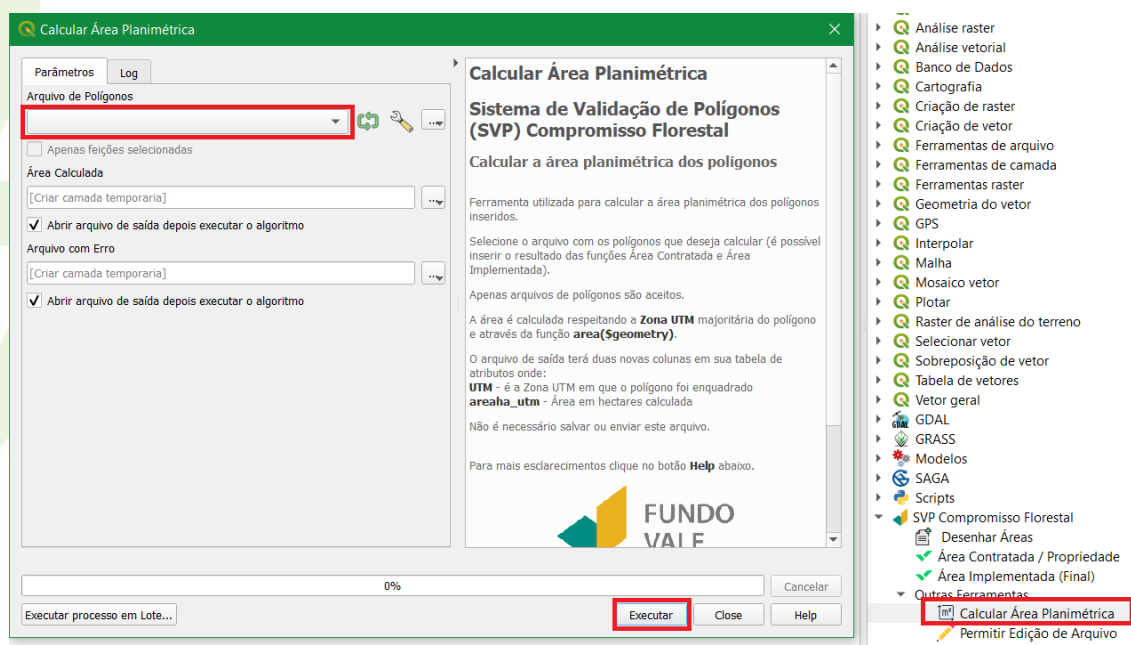 Calcular Área Planimétrica
Parâmetros
Log
Arquivo de Polígonos
Apenas feições selecionadas
Área Calculada
[Criar camada temporaria]
Abrir arquivo de saída depois executar o algoritmo
Arquivo com Erro
[Criar camada temporaria]
Abrir arquivo de saída depois executar o algoritmo
Calcular Área Planimétrica
Sistema de Validação de Polígonos
(SVP) Compromisso Florestal
Calcular a área planimétrica dos polígonos
Ferramenta utilizada para calcular a área planimétrica dos polígonos
inseridos.
Selecione o arquivo com os polígonos que deseja calcular (é possível
inserir o resultado das funções Área Contratada e Área
Implementada).
Apenas arquivos de polígonos são aceitos.
A área é calculada respeitando a Zona UTM majoritária do polígono
e através da função area($geometry).
O arquivo de saída terá duas novas colunas em sua tabela de
atributos onde:
UTM - é a Zona UTM em que o polígono foi enquadrado
areaha_utm - Área em hectares calculada
Não é necessário salvar ou enviar este arquivo.
Para mais esclarecimentos clique no botão Help abaixo.
FUNDO
VALE
0%
Cancelar
Executar processo em Lote...
Executar
Close
Help
Análise raster
Análise vetorial
Banco de Dados
Cartografia
Criação de raster
Criação de vetor
Ferramentas de arquivo
Ferramentas de camada
Ferramentas raster
Geometria do vetor
GPS
Interpolar
Malha
Mosaico vetor
Plotar
Raster de análise do terreno
Selecionar vetor
Sobreposição de vetor
Tabela de vetores
Vetor geral
GDAL
GRASS
Modelos
SAGA
Scripts
SVP Compromisso Florestal
Desenhar Áreas
Área Contratada / Propriedade
Área Implementada (Final)
Outras Ferramentas
Calcular Área Planimétrica
Permitir Edição de Arquivo